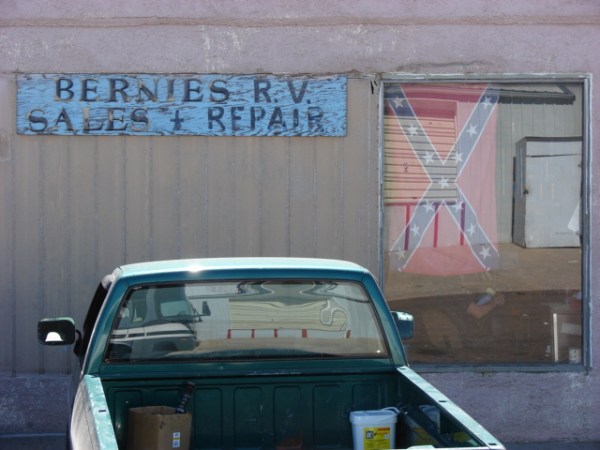 BERNIES R.V.
SALES + REPAIR